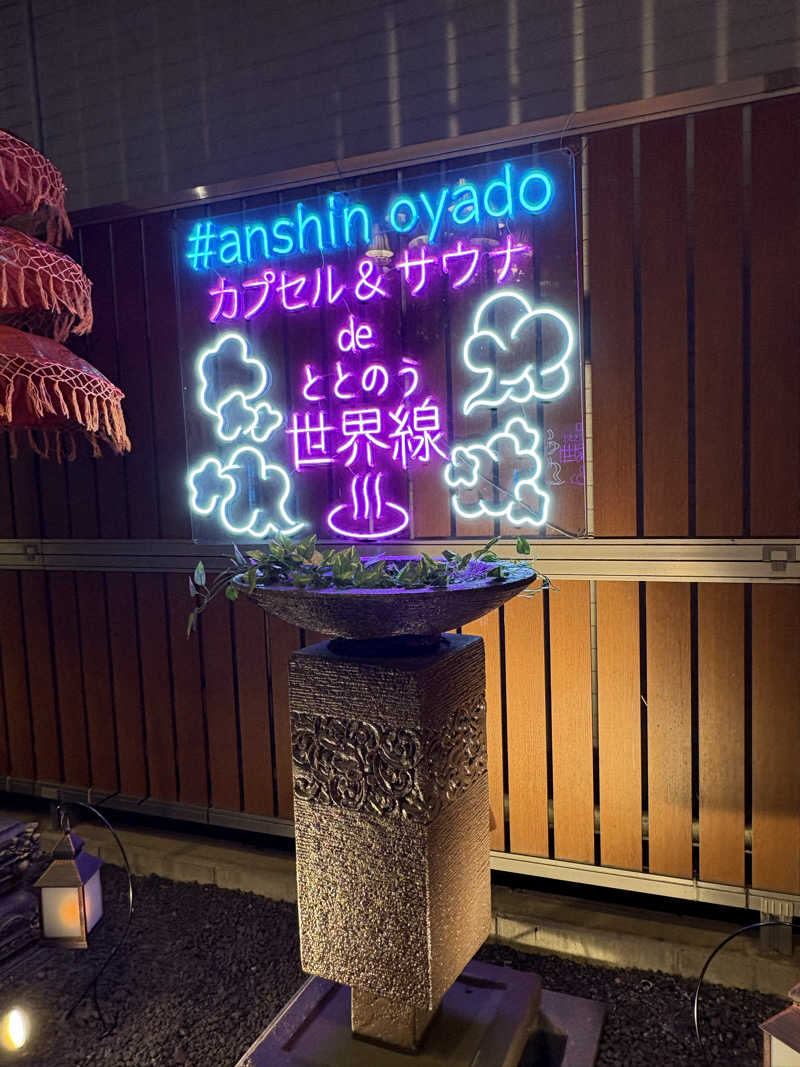 #anshin oyado
カプセル&サウナ
de
ととのう
世界線